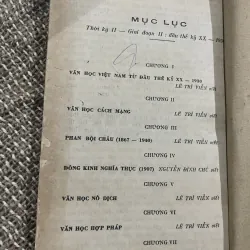 MỤC LỤC
Thời kỳ II — Giai đoạn II : đầu thế kỷ XX —
CHƯƠNG I
VĂN HỌC VIỆT NAM TỪ ĐẦU THẾ KỶ XX — 1930
LÊ TRÍ VIỄN
CHƯƠNG II
VĂN HỌC CÁCH MẠNG LÊ TRÍ VIỄN
CHƯƠNG III
PHAN BỘI CHÂU (1867 — 1940) LÊ TRÍ VIỄN
CHƯƠNG IV
ĐÔNG KINH NGHĨA THỤC (1907) NGUYỄN ĐÌNH CHÚ
CHƯƠNG V
VĂN HỌC NÔ DỊCH LÊ TRÍ VIỄN
CHƯƠNG VI
VĂN HỌC HỢP PHÁP LÊ TRÍ VIỄN
CHƯƠNG VII